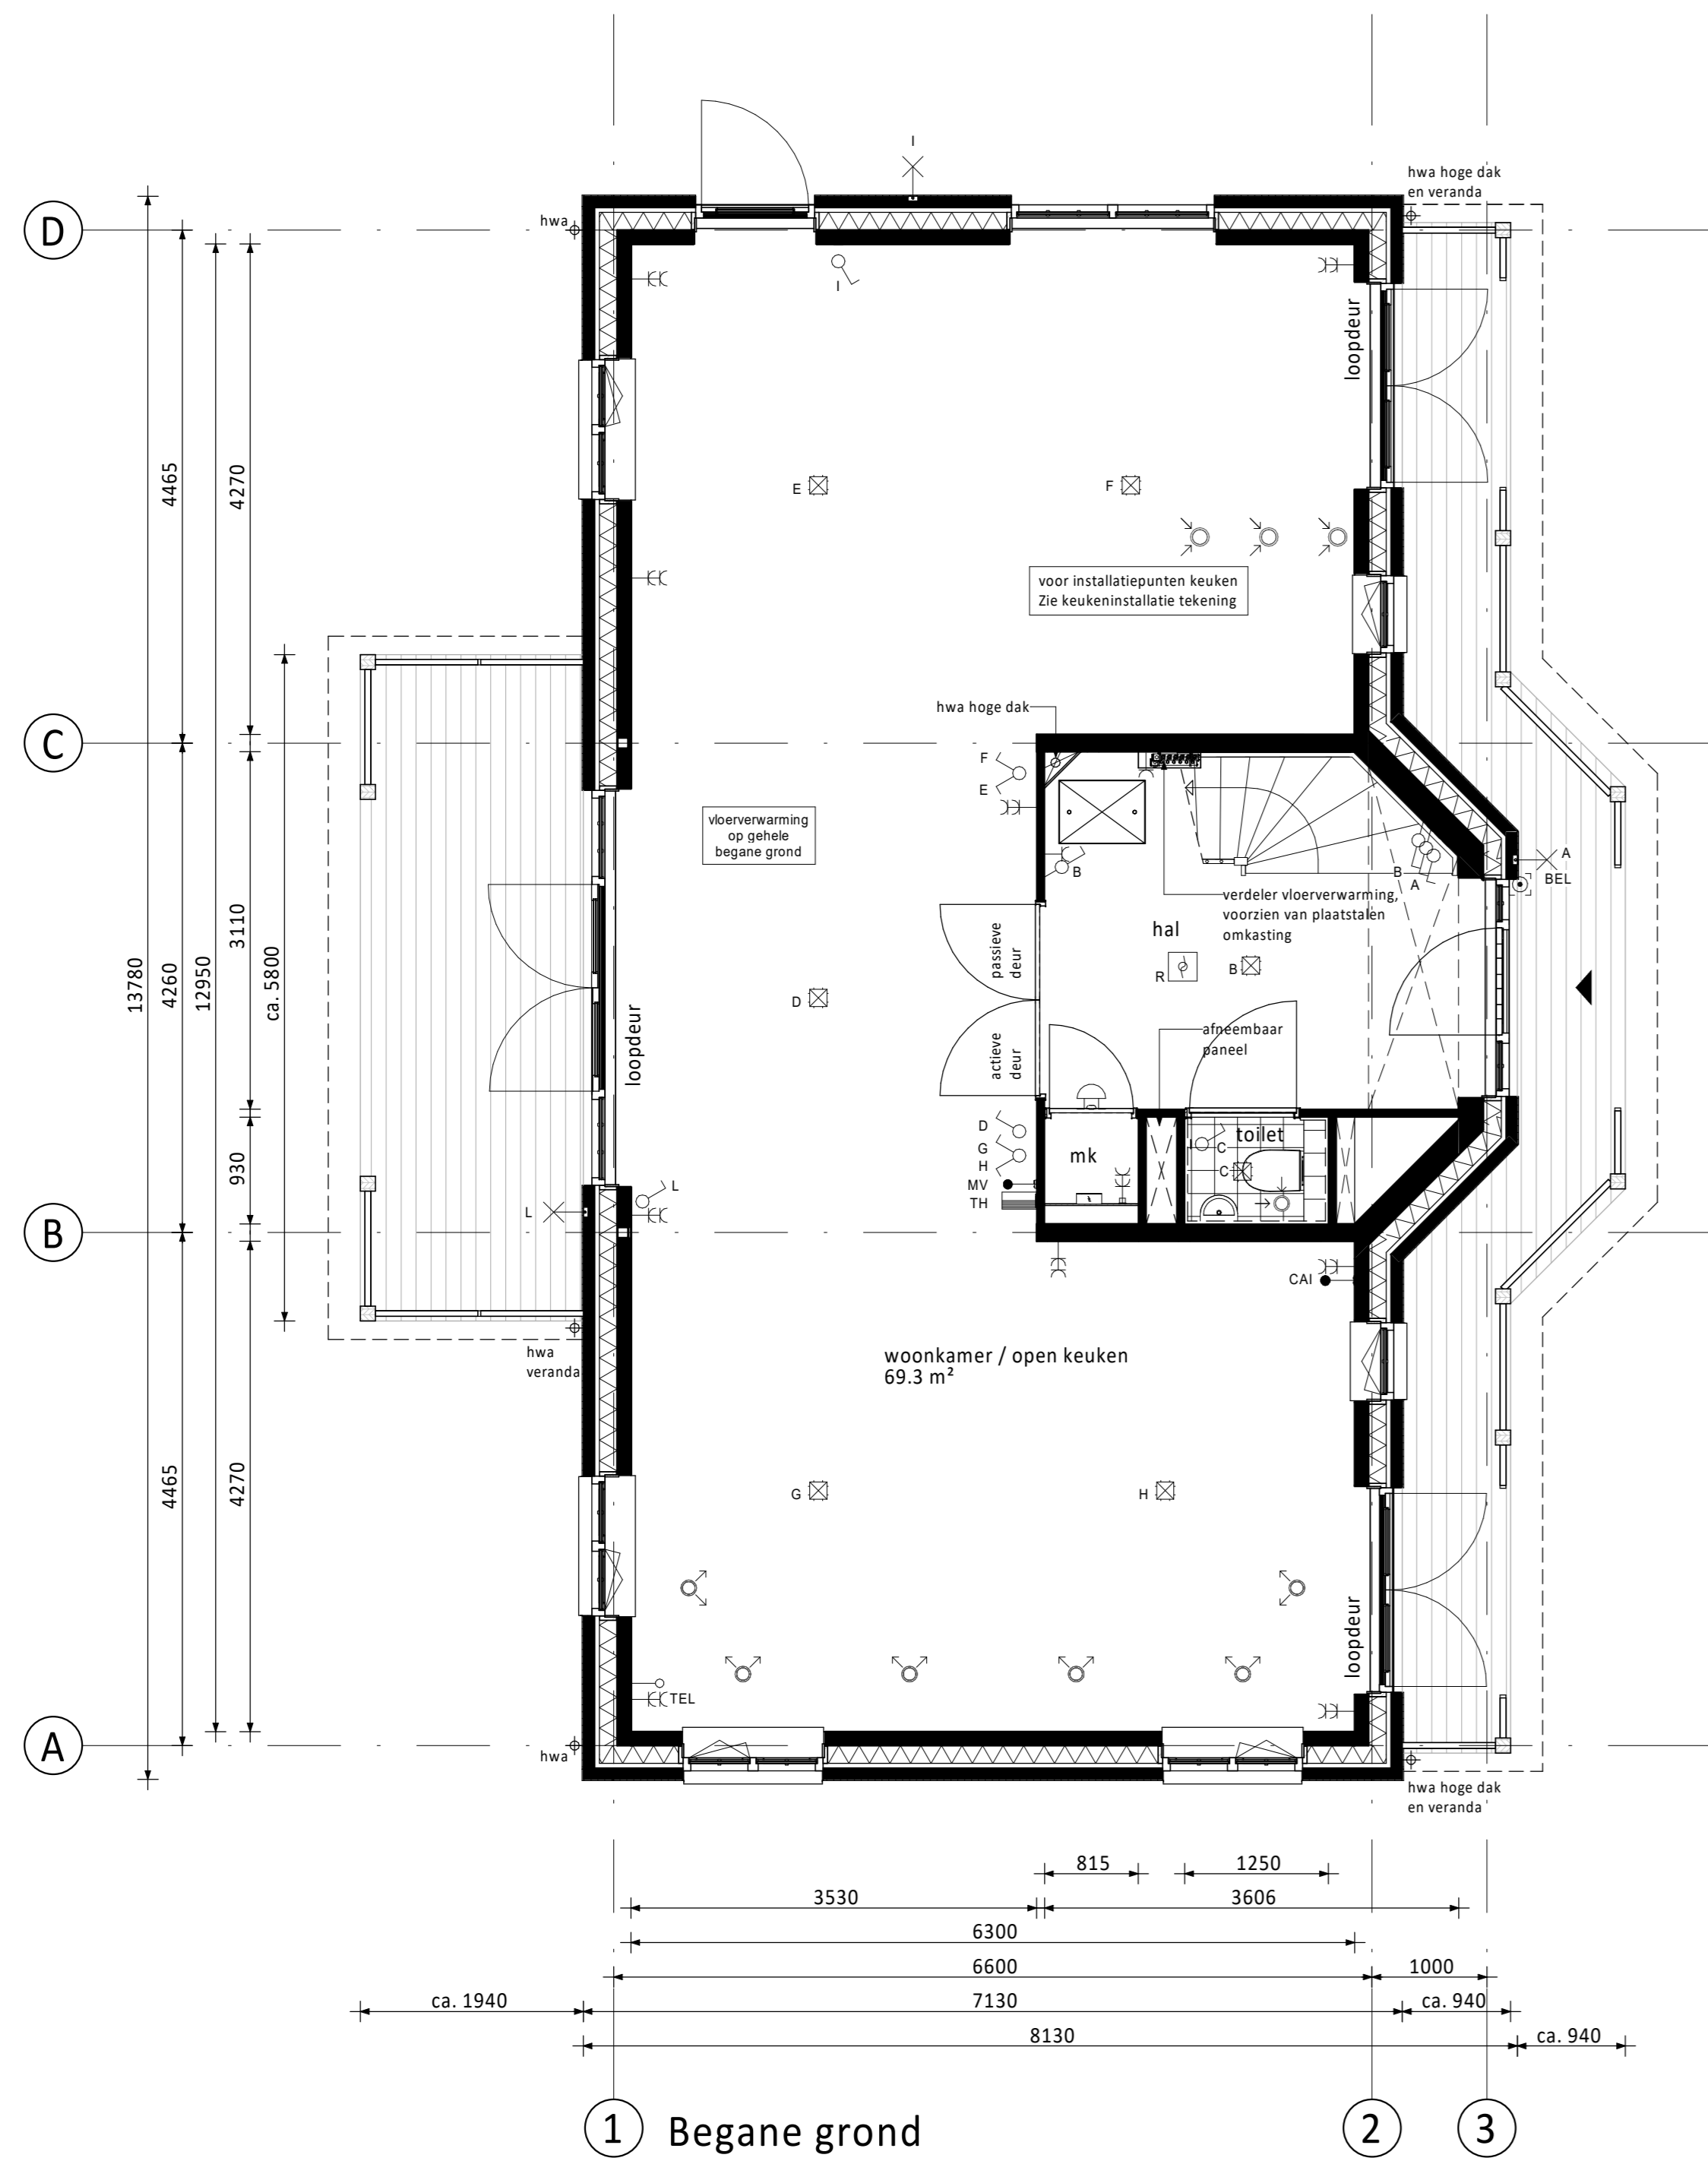 I
hwa hoge dak
en veranda
D
hwa
I
loopdeur
4465
4270
E
F
voor installatiepunten keuken
Zie keukeninstallatie tekening
hwa hoge dak
C
F
E
vloerverwarming
op gehele
begane grond
B
B
A
A
BEL
verdeler vloerverwarming,
voorzien van plaatstalen
omkasting
hal
passieve
deur
R
B
13780
4260
12950
3110
ca. 5800
D
loopdeur
actieve
deur
afneembaar
paneel
D
G
H
MV
TH
mk
toilet
C
C
930
L
L
B
CAI
hwa
veranda
woonkamer / open keuken
69.3 m²
4465
4270
G
H
loopdeur
TEL
A
hwa
hwa hoge dak
en veranda
815
1250
3530
3606
6300
6600
1000
ca. 1940
7130
ca. 940
8130
ca. 940
1
Begane grond
2
3